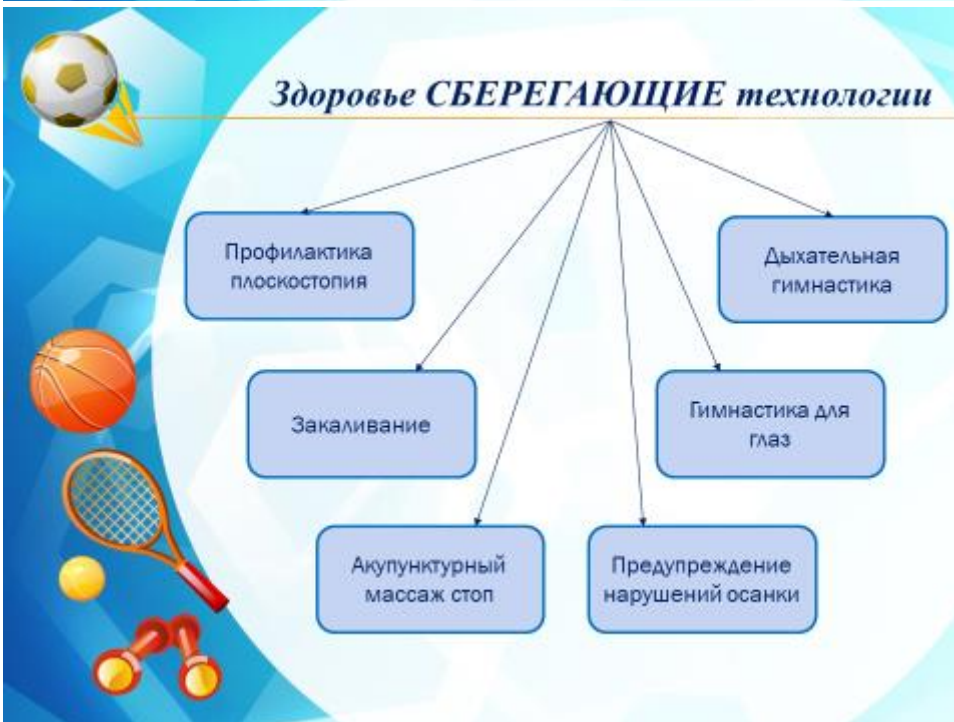 Здоровье СБЕРЕГАЮЩИЕ технологии
Профилактика
плоскостопия
Дыхательная
гимнастика
Закаливание
Гимнастика для
глаз
Акупунктурный
массаж стоп
Предупреждение
нарушений осанки